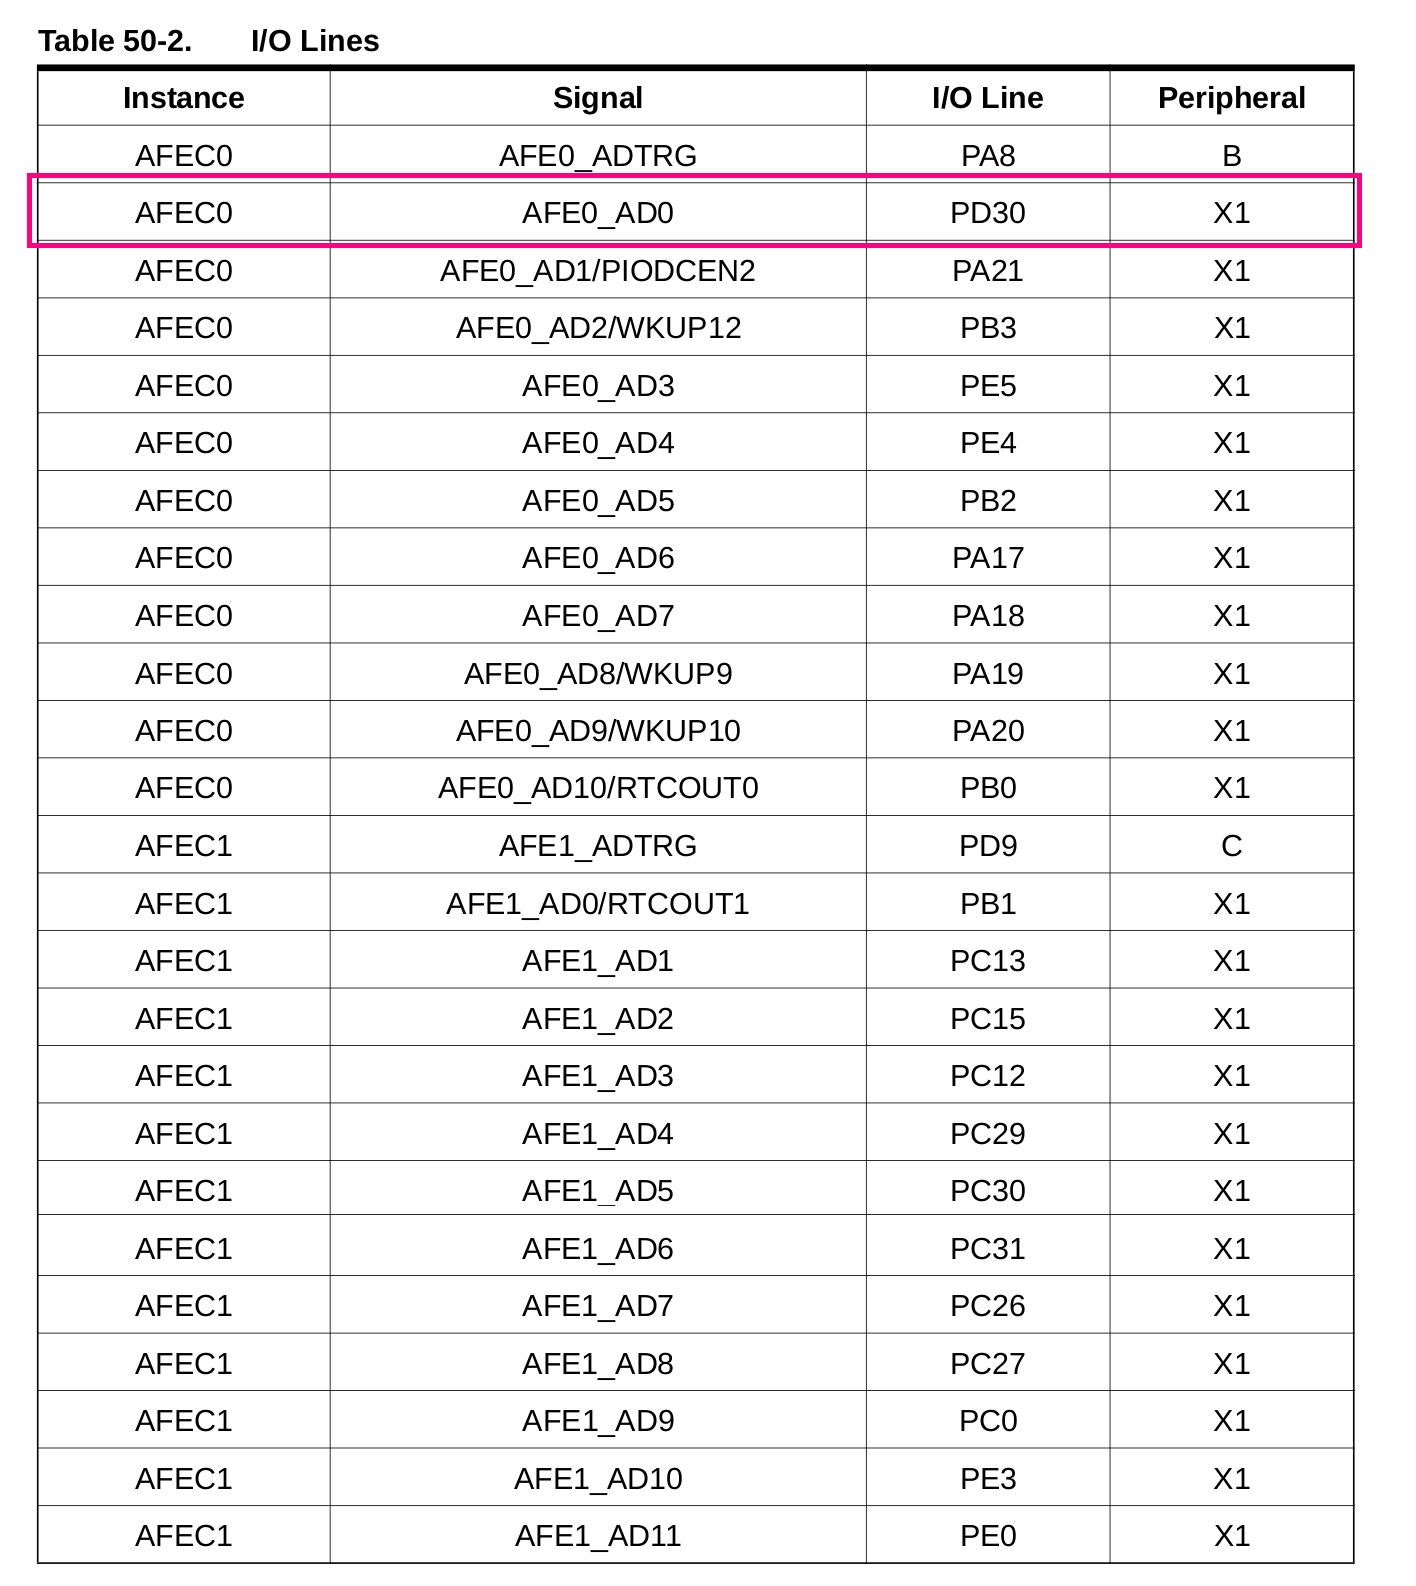 Table 50-2. I/O Lines
Instance Signal I/O Line Peripheral
AFEC0 AFE0_ADTRG PA8 B
AFEC0 AFE0_AD0 PD30 X1
AFEC0 AFE0_AD1/PIODCEN2 PA21 X1
AFEC0 AFE0_AD2/WKUP12 PB3 X1
AFEC0 AFE0_AD3 PE5 X1
AFEC0 AFE0_AD4 PE4 X1
AFEC0 AFE0_AD5 PB2 X1
AFEC0 AFE0_AD6 PA17 X1
AFEC0 AFE0_AD7 PA18 X1
AFEC0 AFE0_AD8/WKUP9 PA19 X1
AFEC0 AFE0_AD9/WKUP10 PA20 X1
AFEC0 AFE0_AD10/RTCOUT0 PB0 X1
AFEC1 AFE1_ADTRG PD9 C
AFEC1 AFE1_AD0/RTCOUT1 PB1 X1
AFEC1 AFE1_AD1 PC13 X1
AFEC1 AFE1_AD2 PC15 X1
AFEC1 AFE1_AD3 PC12 X1
AFEC1 AFE1_AD4 PC29 X1
AFEC1 AFE1_AD5 PC30 X1
AFEC1 AFE1_AD6 PC31 X1
AFEC1 AFE1_AD7 PC26 X1
AFEC1 AFE1_AD8 PC27 X1
AFEC1 AFE1_AD9 PC0 X1
AFEC1 AFE1_AD10 PE3 X1
AFEC1 AFE1_AD11 PE0 X1